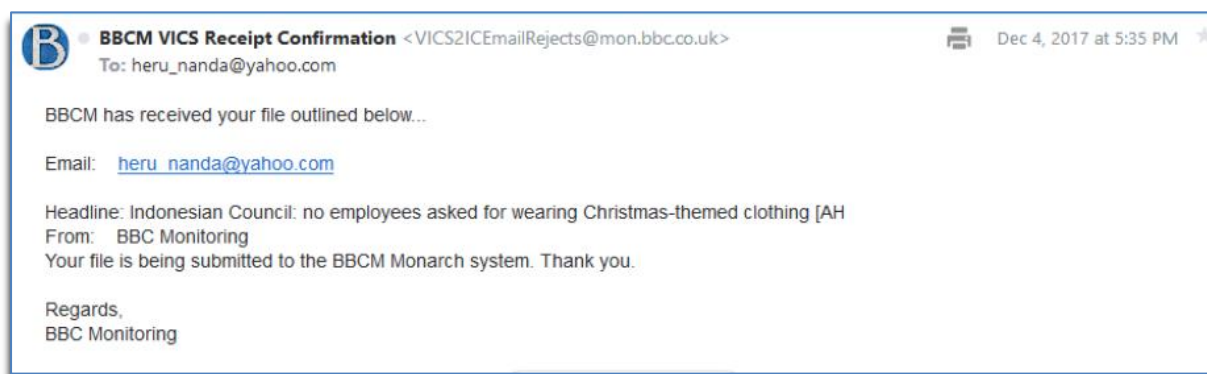 B BBCM VICS Receipt Confirmation <VICS2ICEmailRejects@mon.bbc.co.uk> Dec 4, 2017 at 5:35 PM
To: heru_nanda@yahoo.com
BBCM has received your file outlined below...
Email: heru_nanda@yahoo.com
Headline: Indonesian Council: no employees asked for wearing Christmas-themed clothing [AH
From: BBC Monitoring
Your file is being submitted to the BBCM Monarch system. Thank you.
Regards,
BBC Monitoring